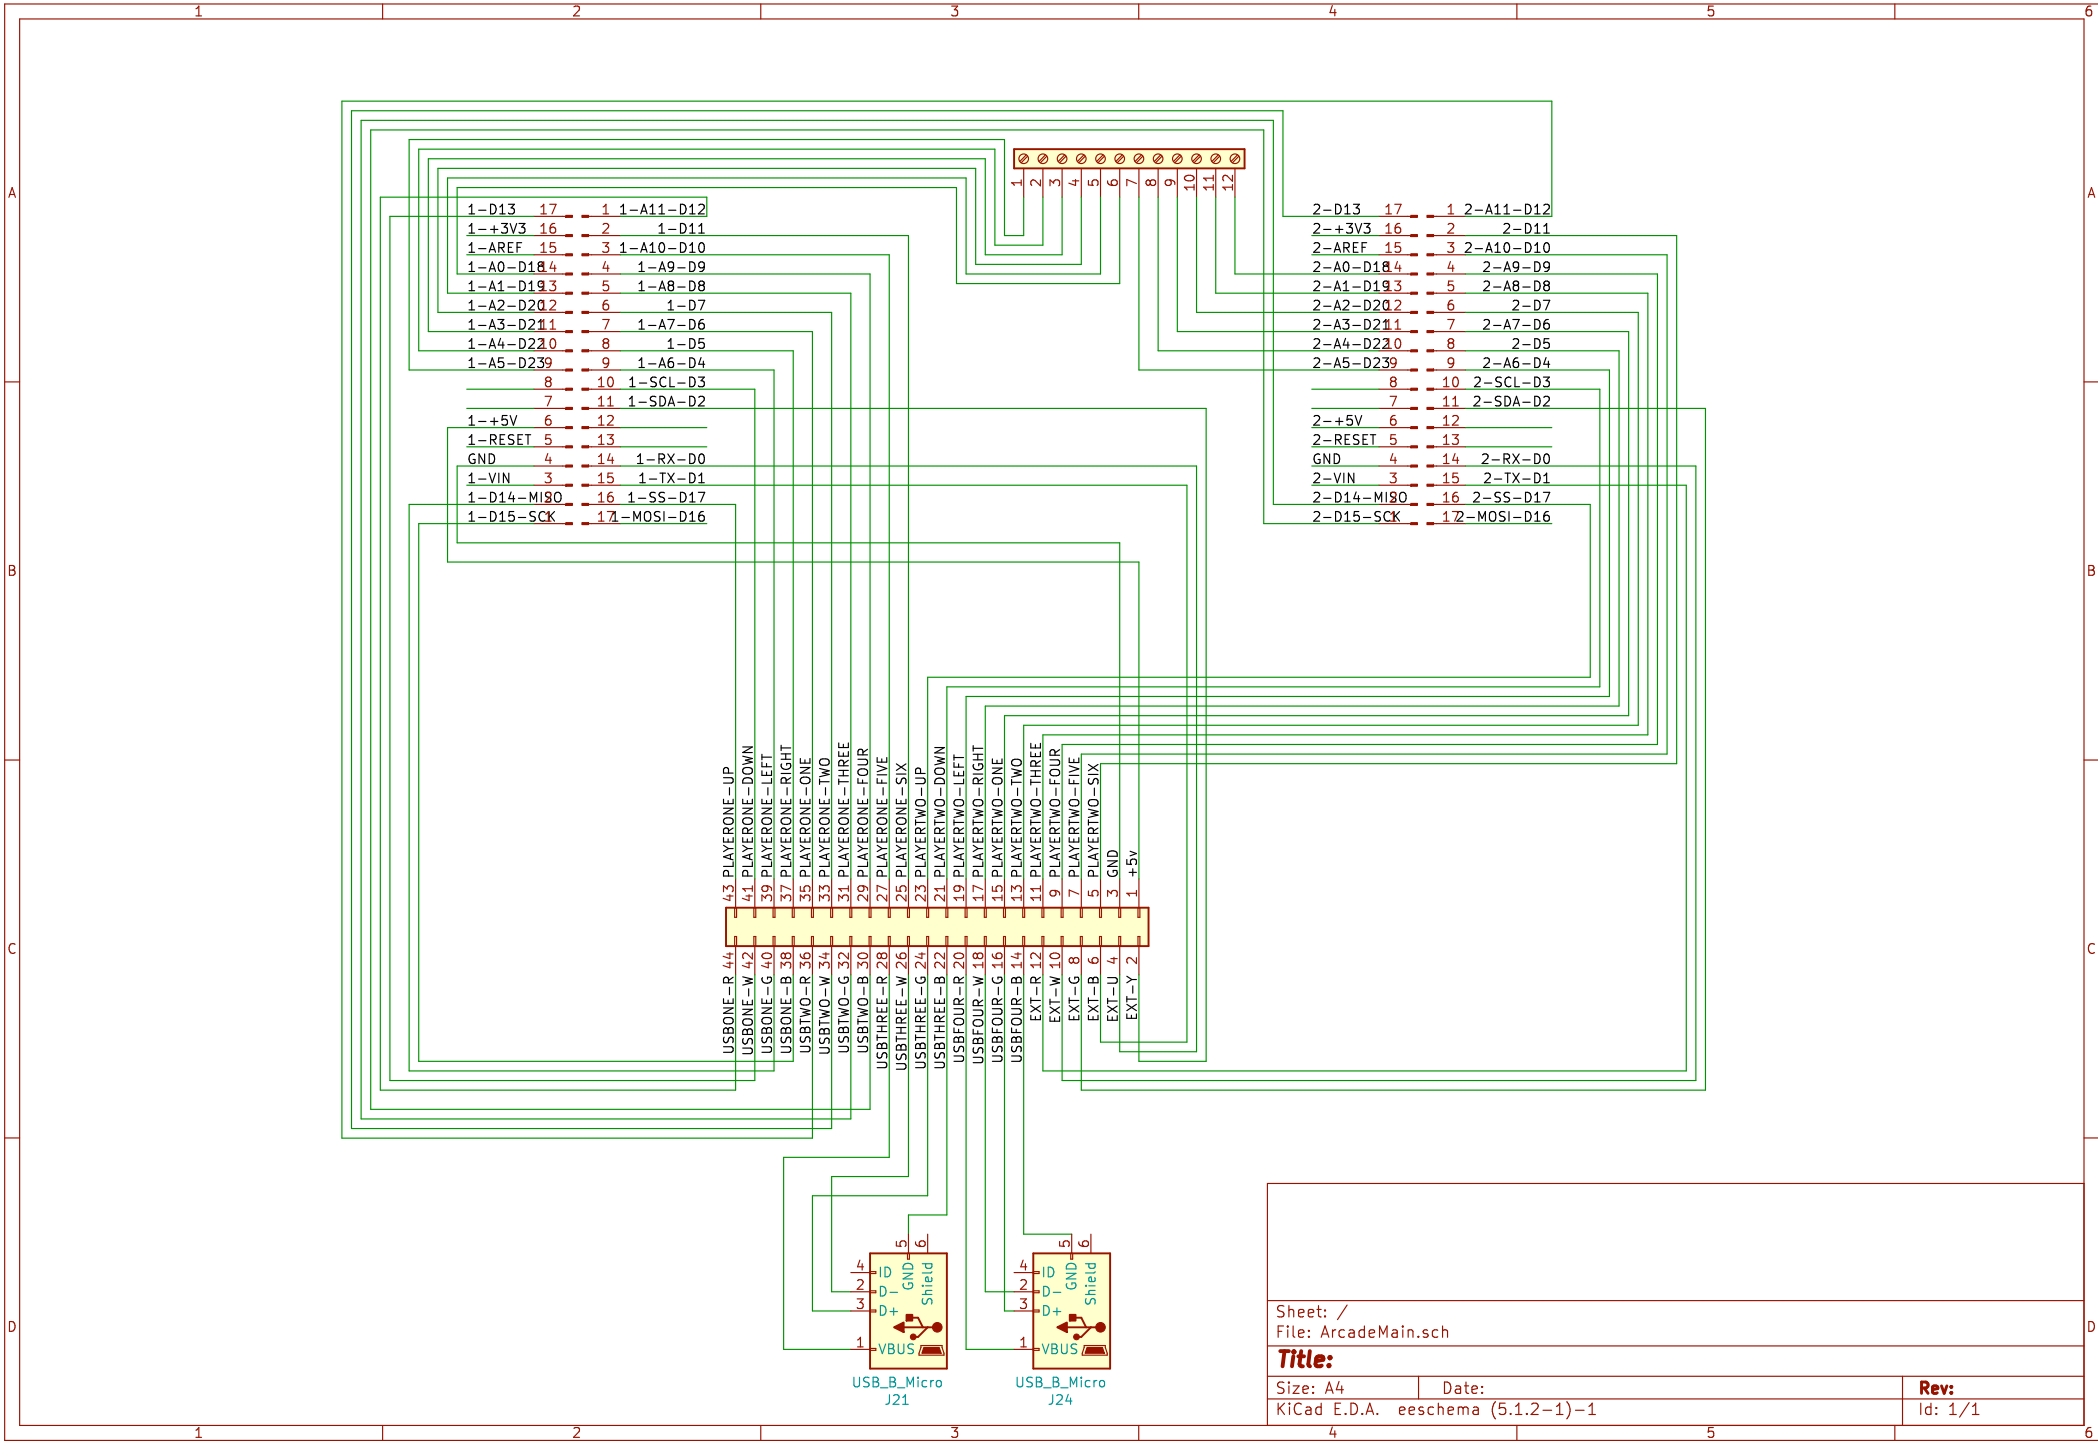 1 2 3 4 5 6
A A
1 2 3 4 5 6 7 8 9 10 11 12
1-D13 17 1 1-A11-D12
1-+3V3 16 2 1-D11
1-AREF 15 3 1-A10-D10
1-A0-D18 14 4 1-A9-D9
1-A1-D19 13 5 1-A8-D8
1-A2-D20 12 6 1-D7
1-A3-D21 11 7 1-A7-D6
1-A4-D22 10 8 1-D5
1-A5-D23 9 9 1-A6-D4
8 10 1-SCL-D3
7 11 1-SDA-D2
1-+5V 6 12
1-RESET 5 13
GND 4 14 1-RX-D0
1-VIN 3 15 1-TX-D1
1-D14-MISO 2 16 1-SS-D17
1-D15-SCK 1 17 1-MOSI-D16
2-D13 17 1 2-A11-D12
2-+3V3 16 2 2-D11
2-AREF 15 3 2-A10-D10
2-A0-D18 14 4 2-A9-D9
2-A1-D19 13 5 2-A8-D8
2-A2-D20 12 6 2-D7
2-A3-D21 11 7 2-A7-D6
2-A4-D22 10 8 2-D5
2-A5-D23 9 9 2-A6-D4
8 10 2-SCL-D3
7 11 2-SDA-D2
2-+5V 6 12
2-RESET 5 13
GND 4 14 2-RX-D0
2-VIN 3 15 2-TX-D1
2-D14-MISO 2 16 2-SS-D17
2-D15-SCK 1 17 2-MOSI-D16
B B
43 PLAYERONE-UP
41 PLAYERONE-DOWN
39 PLAYERONE-LEFT
37 PLAYERONE-RIGHT
35 PLAYERONE-ONE
33 PLAYERONE-TWO
31 PLAYERONE-THREE
29 PLAYERONE-FOUR
27 PLAYERONE-FIVE
25 PLAYERONE-SIX
23 PLAYERTWO-UP
21 PLAYERTWO-DOWN
19 PLAYERTWO-LEFT
17 PLAYERTWO-RIGHT
15 PLAYERTWO-ONE
13 PLAYERTWO-TWO
11 PLAYERTWO-THREE
9 PLAYERTWO-FOUR
7 PLAYERTWO-FIVE
5 PLAYERTWO-SIX
3 GND
1 +5v
C C
USBONE-R 44
USBONE-W 42
USBONE-G 40
USBONE-B 38
USBTWO-R 36
USBTWO-W 34
USBTWO-G 32
USBTWO-B 30
USBTHREE-R 28
USBTHREE-W 26
USBTHREE-G 24
USBTHREE-B 22
USBFOUR-R 20
USBFOUR-W 18
USBFOUR-G 16
USBFOUR-B 14
EXT-R 12
EXT-W 10
EXT-G 8
EXT-B 6
EXT-U 4
EXT-Y 2
5 6
GND Shield
4 ID
2 D-
3 D+
1 VBUS
USB_B_Micro
J21
5 6
GND Shield
4 ID
2 D-
3 D+
1 VBUS
USB_B_Micro
J24
D D
Sheet: /
File: ArcadeMain.sch
Title:
Size: A4 Date: Rev:
KiCad E.D.A. eeschema (5.1.2-1)-1 Id: 1/1
1 2 3 4 5 6